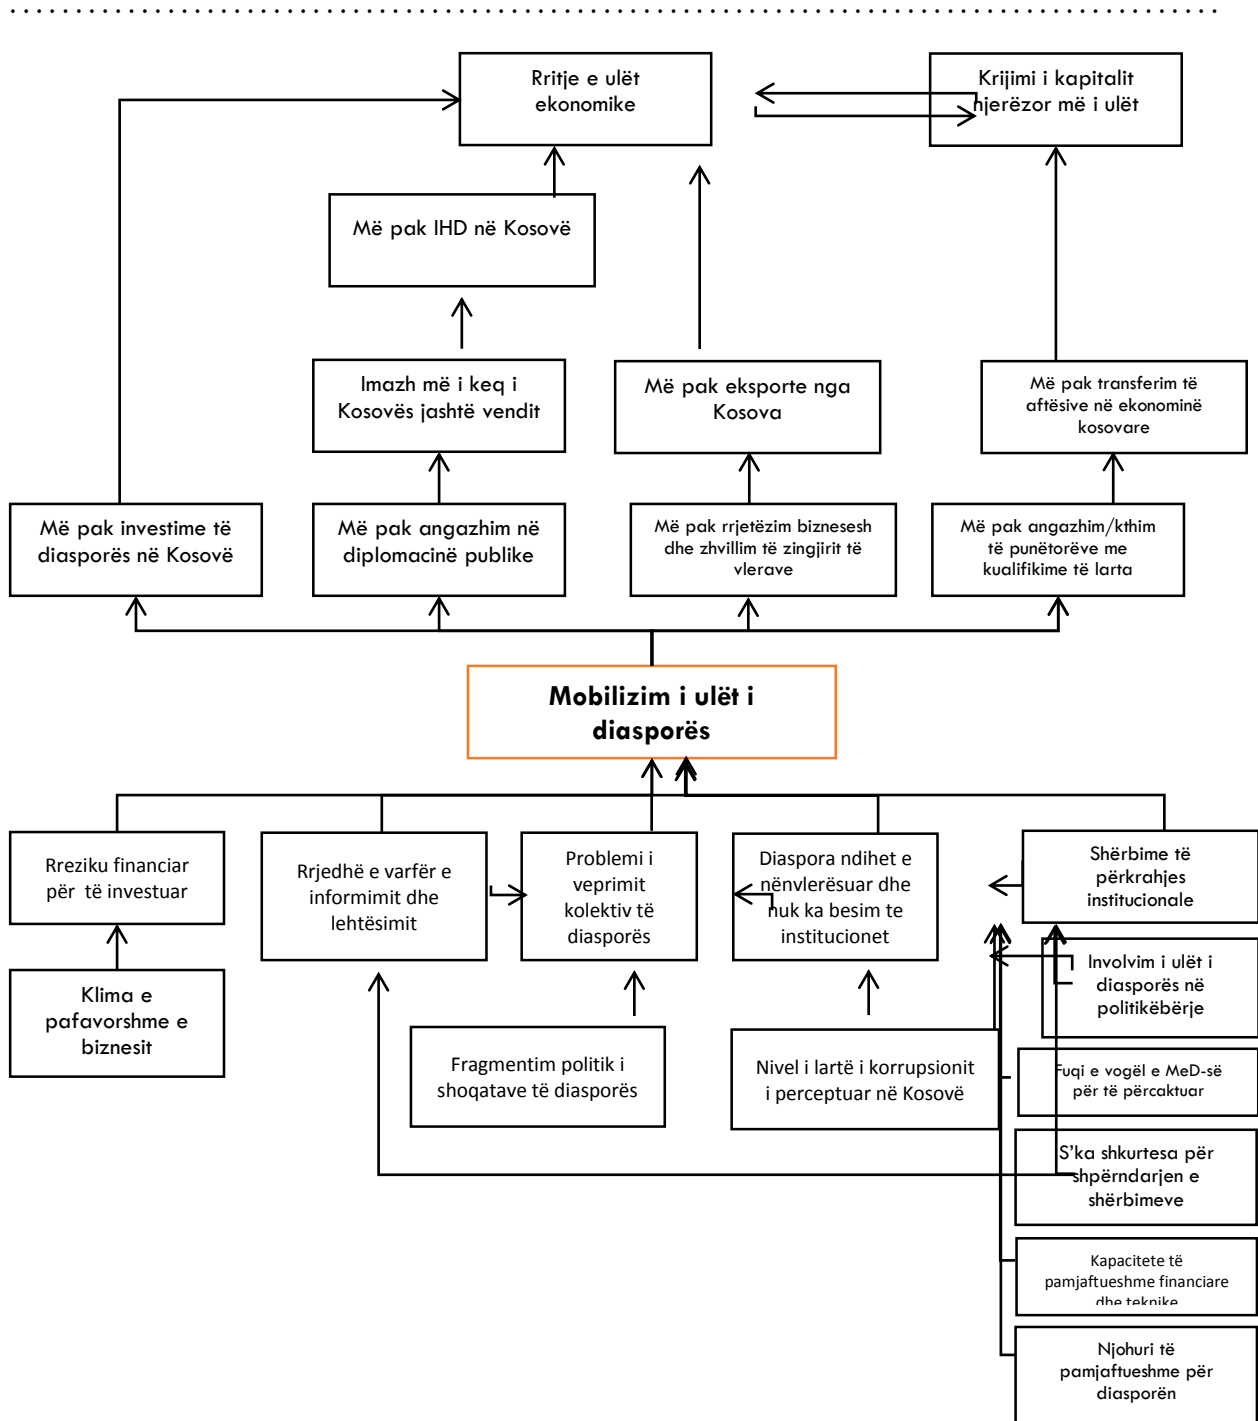 Rritje e ulët
ekonomike
Krijimi i kapitalit
njerëzor më i ulët
Më pak IHD në Kosovë
Imazh më i keq i
Kosovës jashtë vendit
Më pak eksporte nga
Kosova
Më pak transferim të
aftësive në ekonominë
kosovare
Më pak investime të
diasporës në Kosovë
Më pak angazhim në
diplomacinë publike
Më pak rrjetëzim biznesesh
dhe zhvillim të zingjirit të
vlerave
Më pak angazhim/kthim
të punëtorëve me
kualifikime të larta
Mobilizim i ulët i
diasporës
Rreziku financiar
për të investuar
Rrjedhë e varfër e
informimit dhe
lehtësimit
Problemi i
veprimit
kolektiv të
diasporës
Diaspora ndihet e
nënvlerësuar dhe
nuk ka besim te
institucionet
Shërbime të
përkrahjes
institucionale
Klima e
pafavorshme e
biznesit
Fragmentim politik i
shoqatave të diasporës
Nivel i lartë i korrupsionit
i perceptuar në Kosovë
Involvim i ulët i
diasporës në
politikëbërje
Fuqi e vogël e MeD-së
për të përcaktuar
S'ka shkurtesa për
shpërndarjen e
shërbimeve
Kapacitete të
pamjaftueshme financiare
dhe teknike
Njohuri të
pamjaftueshme për
diasporën